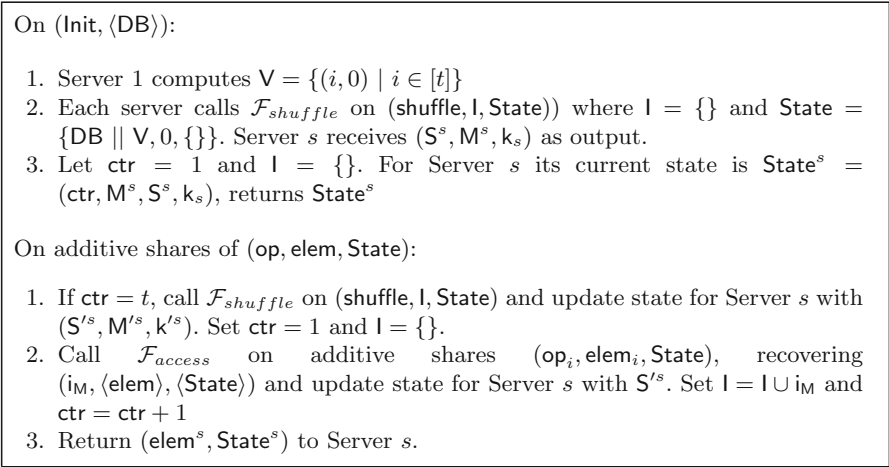 On (Init, ⟨DB⟩):
1. Server 1 computes V = {(i, 0) | i ∈ [t]}
2. Each server calls F_shuffle on (shuffle, I, State)) where I = {} and State =
{DB || V, 0, {}}. Server s receives (S^s, M^s, k_s) as output.
3. Let ctr = 1 and I = {}. For Server s its current state is State^s =
(ctr, M^s, S^s, k_s), returns State^s
On additive shares of (op, elem, State):
1. If ctr = t, call F_shuffle on (shuffle, I, State) and update state for Server s with
(S'^s, M'^s, k'^s). Set ctr = 1 and I = {}.
2. Call F_access on additive shares (op_i, elem_i, State), recovering
(i_M, ⟨elem⟩, ⟨State⟩) and update state for Server s with S'^s. Set I = I ∪ i_M and
ctr = ctr + 1
3. Return (elem^s, State^s) to Server s.